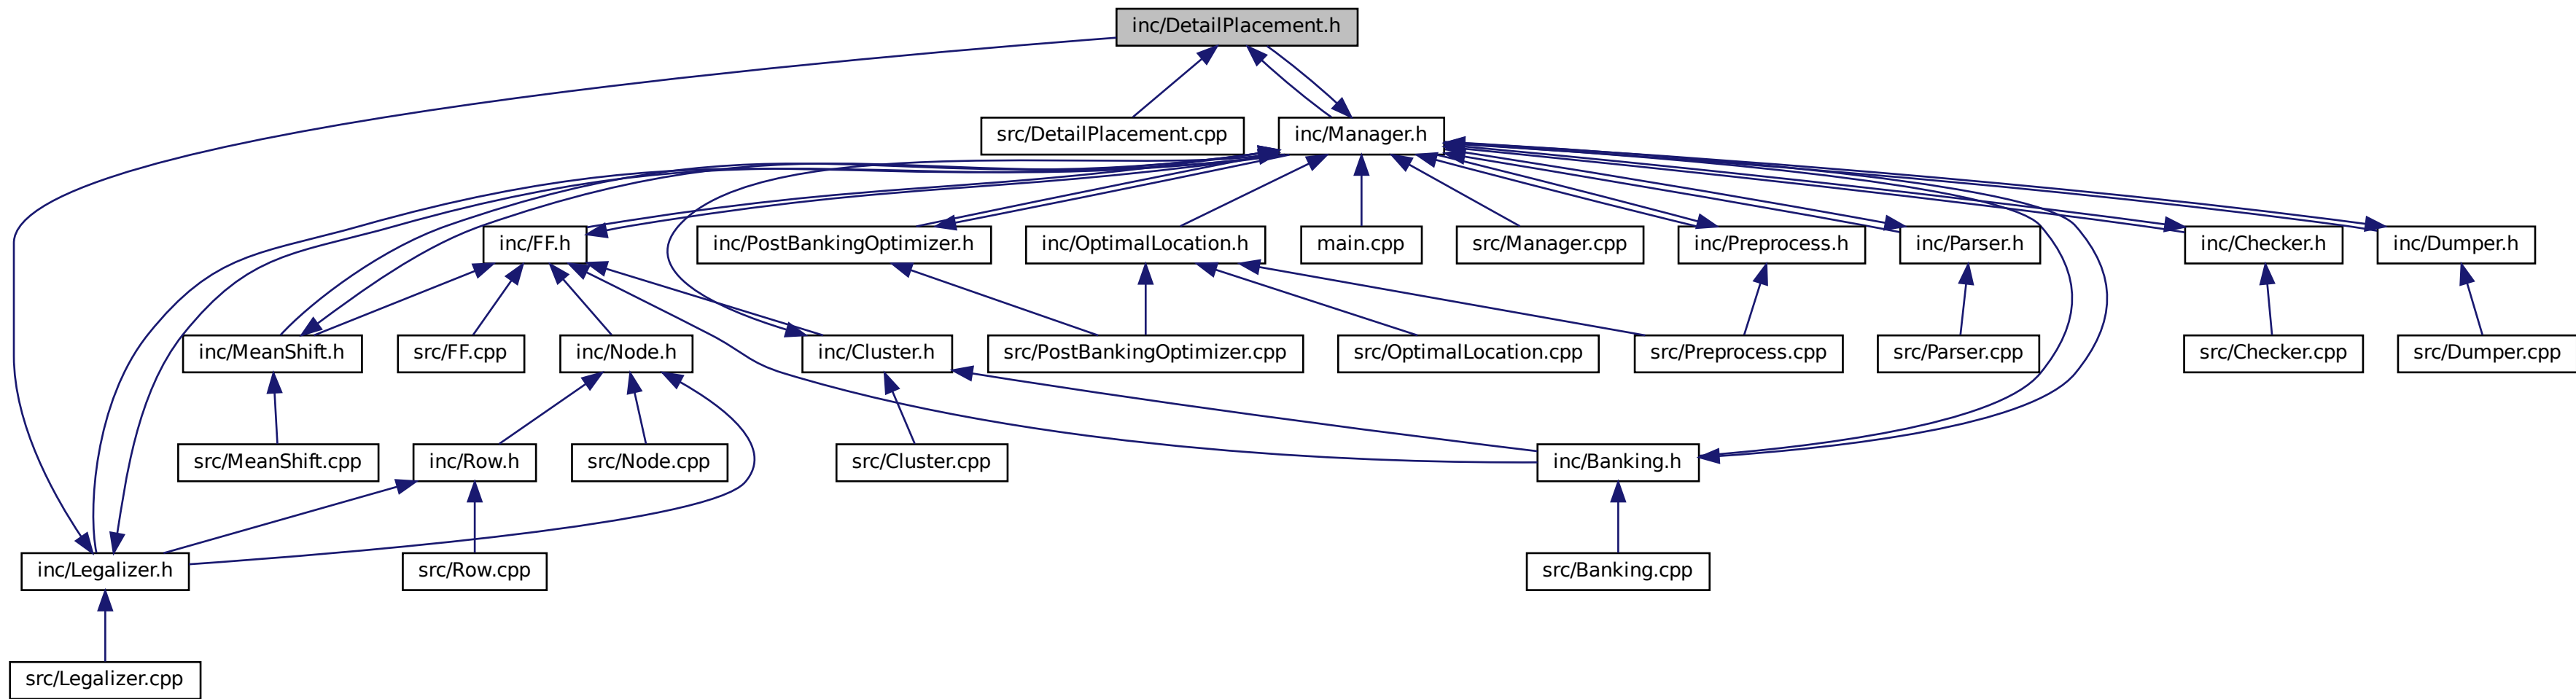 inc/DetailPlacement.h
src/DetailPlacement.cpp
inc/Manager.h
inc/FF.h
inc/PostBankingOptimizer.h
inc/OptimalLocation.h
main.cpp
src/Manager.cpp
inc/Preprocess.h
inc/Parser.h
inc/Checker.h
inc/Dumper.h
inc/MeanShift.h
src/FF.cpp
inc/Node.h
inc/Cluster.h
src/PostBankingOptimizer.cpp
src/OptimalLocation.cpp
src/Preprocess.cpp
src/Parser.cpp
src/Checker.cpp
src/Dumper.cpp
src/MeanShift.cpp
inc/Row.h
src/Node.cpp
src/Cluster.cpp
inc/Banking.h
inc/Legalizer.h
src/Row.cpp
src/Banking.cpp
src/Legalizer.cpp